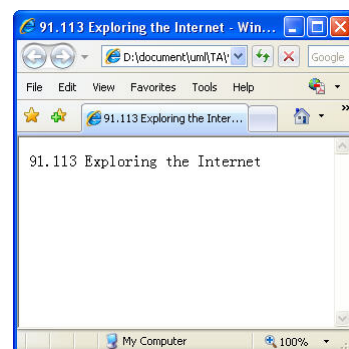 91.113 Exploring the Internet - Win...
D:\document\uml\TA\
Google
File Edit View Favorites Tools Help
91.113 Exploring the Inter...
»
91.113 Exploring the Internet
My Computer 100%